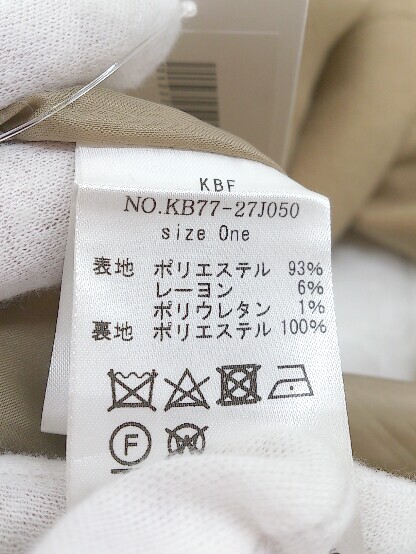 KBF
NO.KB77-27J050
size One
表地 ポリエステル 93%
レーヨン 6%
ポリウレタン 1%
裏地 ポリエステル 100%
F
W